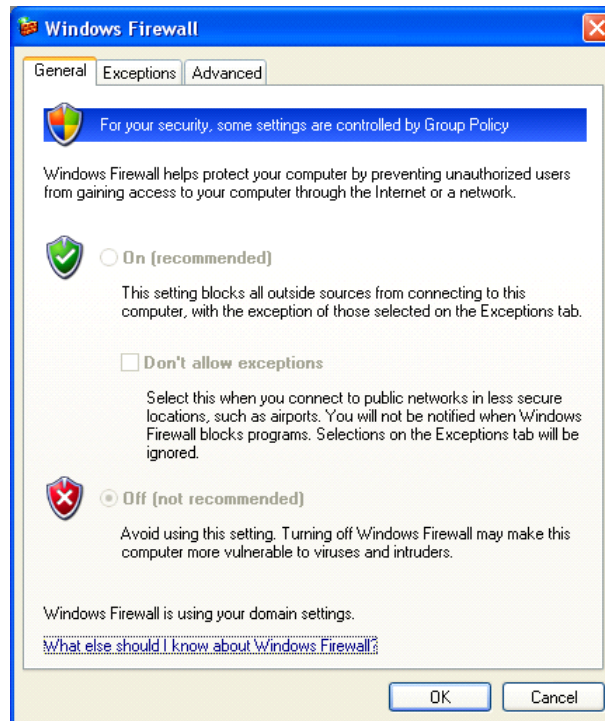 Windows Firewall
General Exceptions Advanced
For your security, some settings are controlled by Group Policy
Windows Firewall helps protect your computer by preventing unauthorized users
from gaining access to your computer through the Internet or a network.
On (recommended)
This setting blocks all outside sources from connecting to this
computer, with the exception of those selected on the Exceptions tab.
Don't allow exceptions
Select this when you connect to public networks in less secure
locations, such as airports. You will not be notified when Windows
Firewall blocks programs. Selections on the Exceptions tab will be
ignored.
Off (not recommended)
Avoid using this setting. Turning off Windows Firewall may make this
computer more vulnerable to viruses and intruders.
Windows Firewall is using your domain settings.
What else should I know about Windows Firewall?
OK Cancel